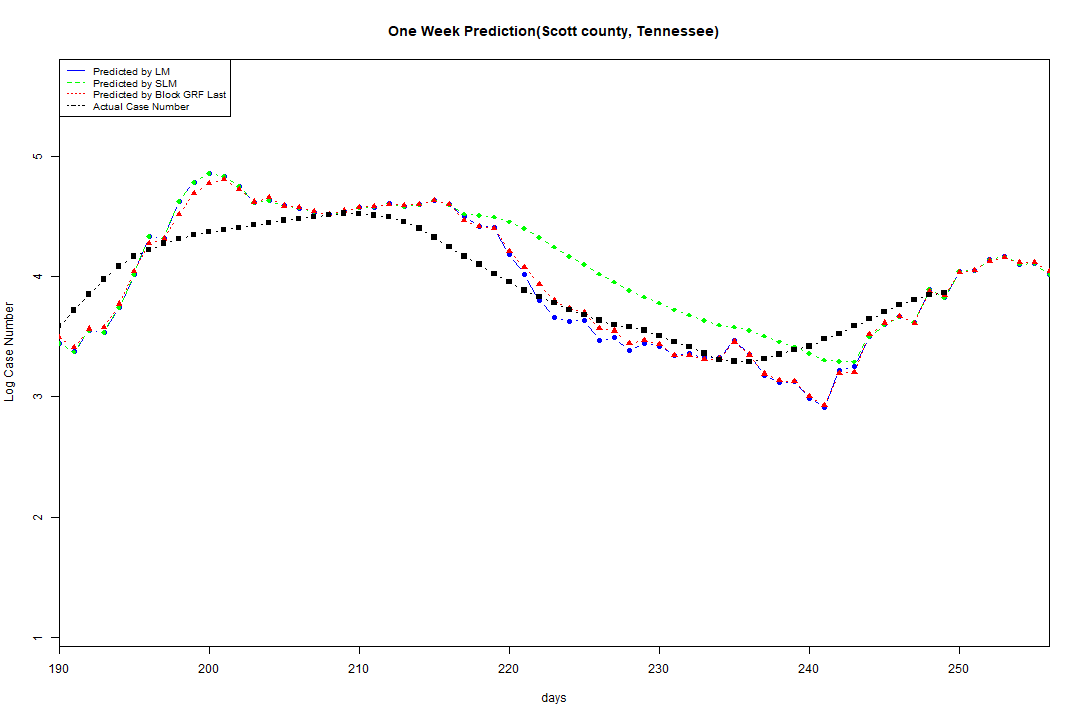 One Week Prediction(Scott county, Tennessee)
Predicted by LM
Predicted by SLM
Predicted by Block GRF Last
Actual Case Number
5
4
3
2
1
Log Case Number
190 200 210 220 230 240 250
days